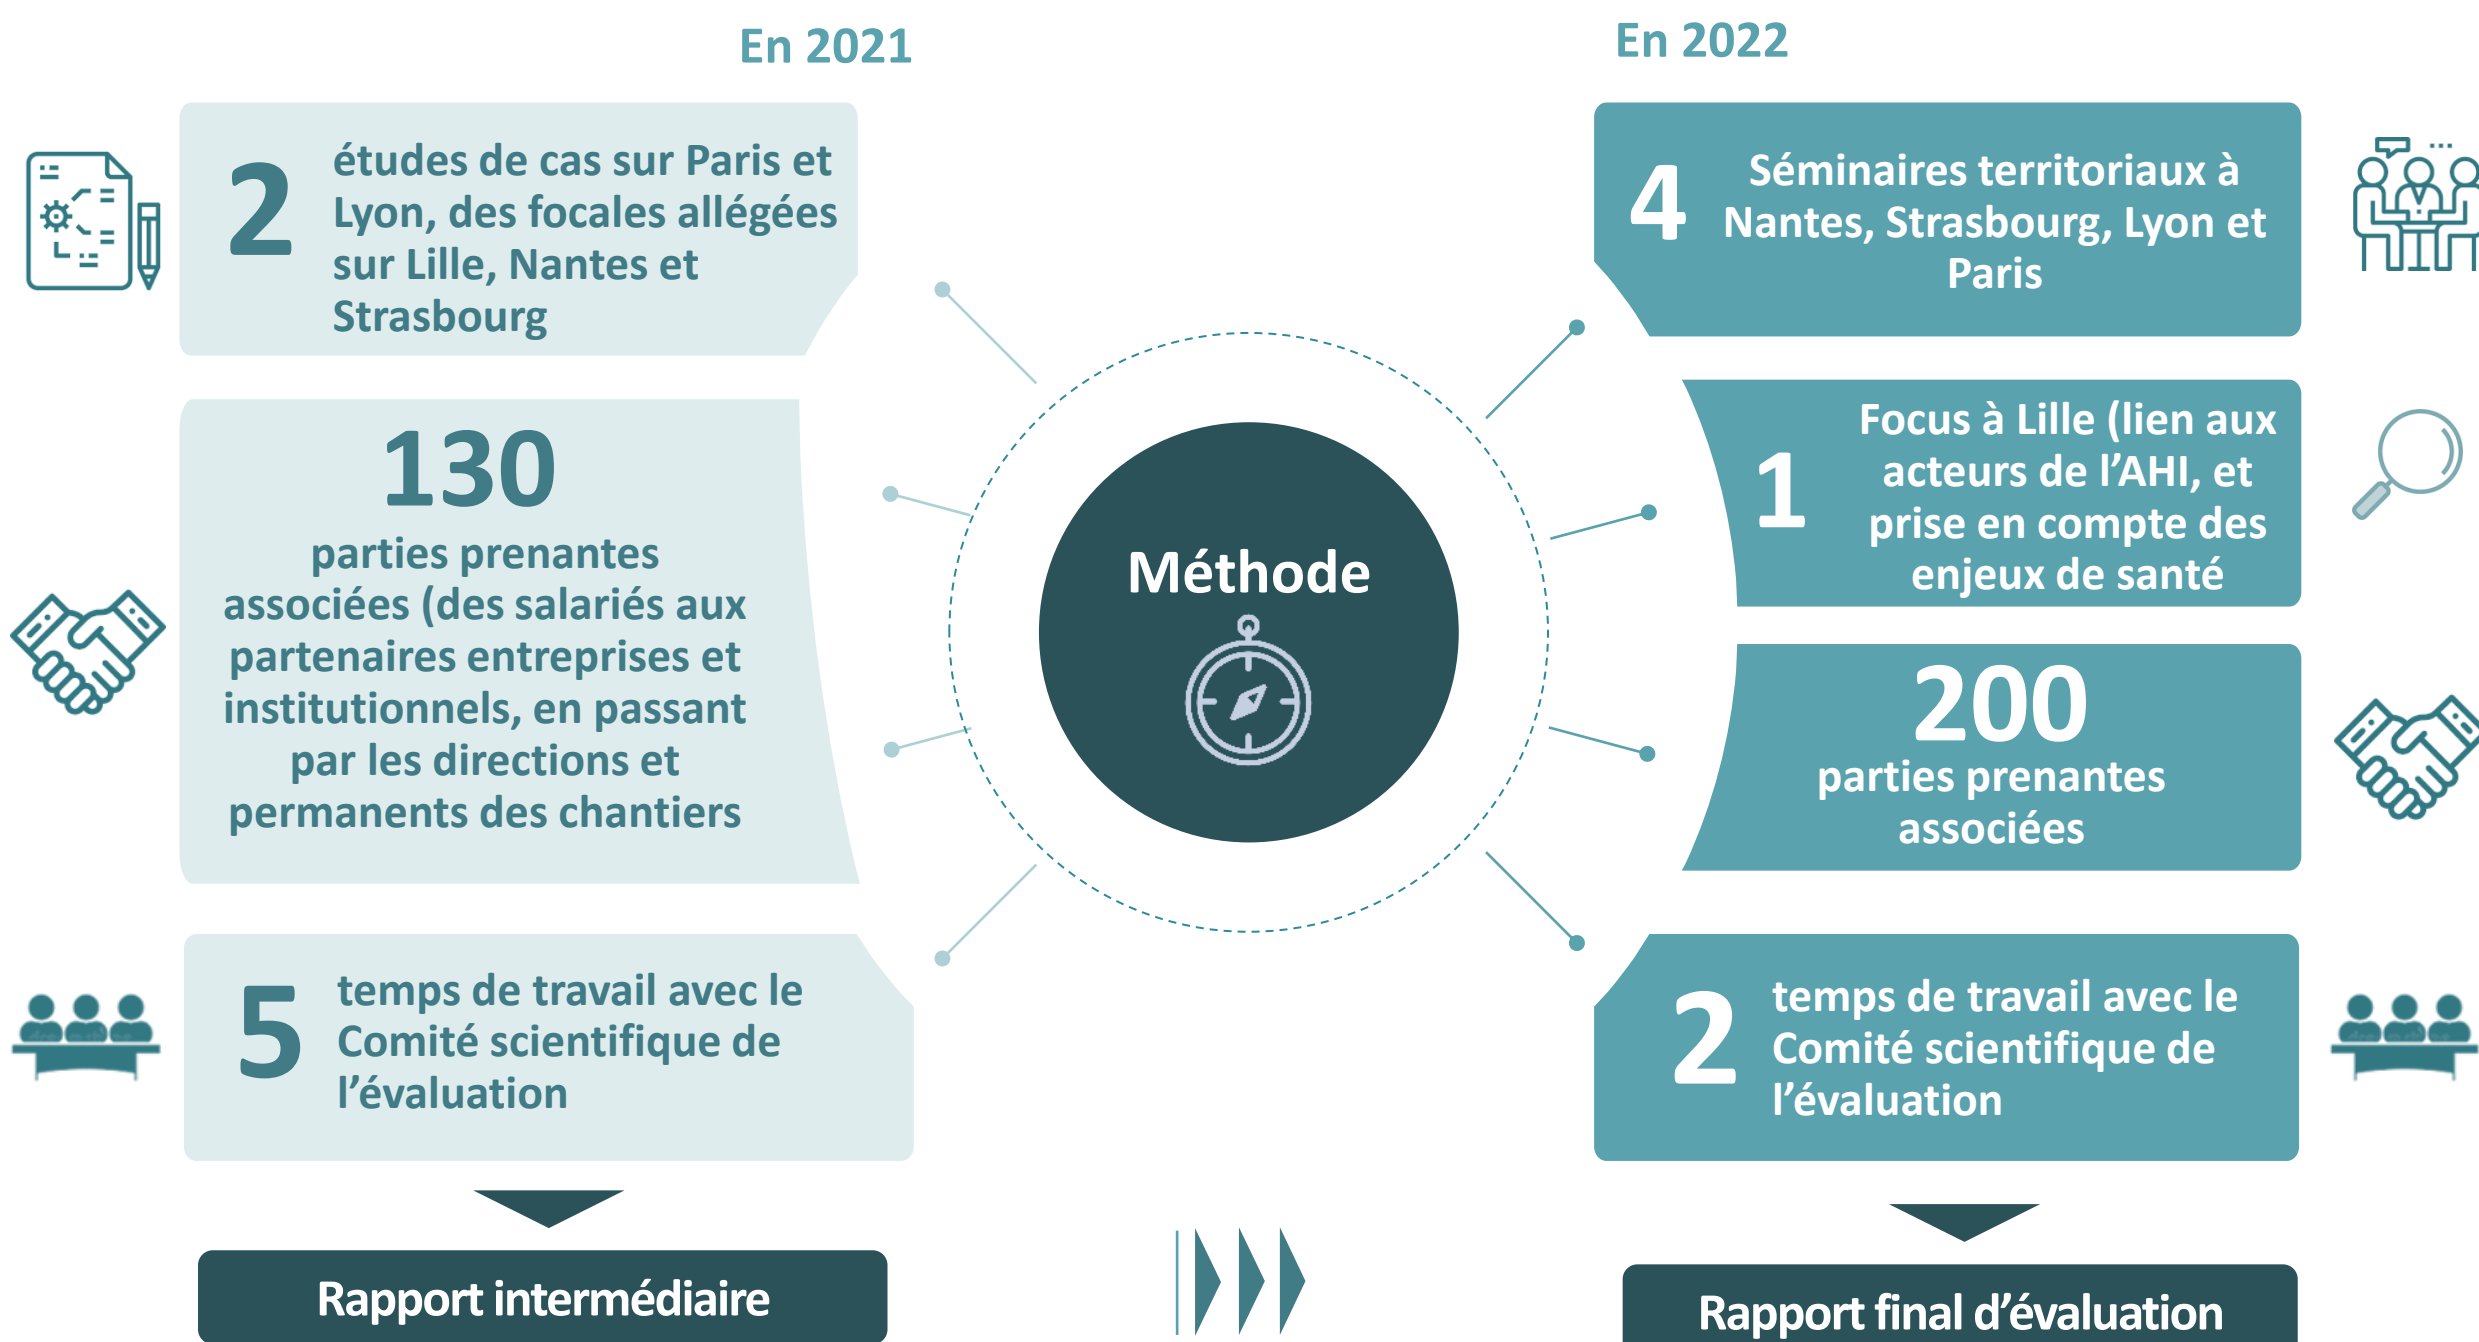 En 2021
2
études de cas sur Paris et
Lyon, des focales allégées
sur Lille, Nantes et
Strasbourg
130
parties prenantes
associées (des salariés aux
partenaires entreprises et
institutionnels, en passant
par les directions et
permanents des chantiers
5
temps de travail avec le
Comité scientifique de
l’évaluation
Rapport intermédiaire
Méthode
En 2022
4
Séminaires territoriaux à
Nantes, Strasbourg, Lyon et
Paris
1
Focus à Lille (lien aux
acteurs de l’AHI, et
prise en compte des
enjeux de santé
200
parties prenantes
associées
2
temps de travail avec le
Comité scientifique de
l’évaluation
Rapport final d’évaluation